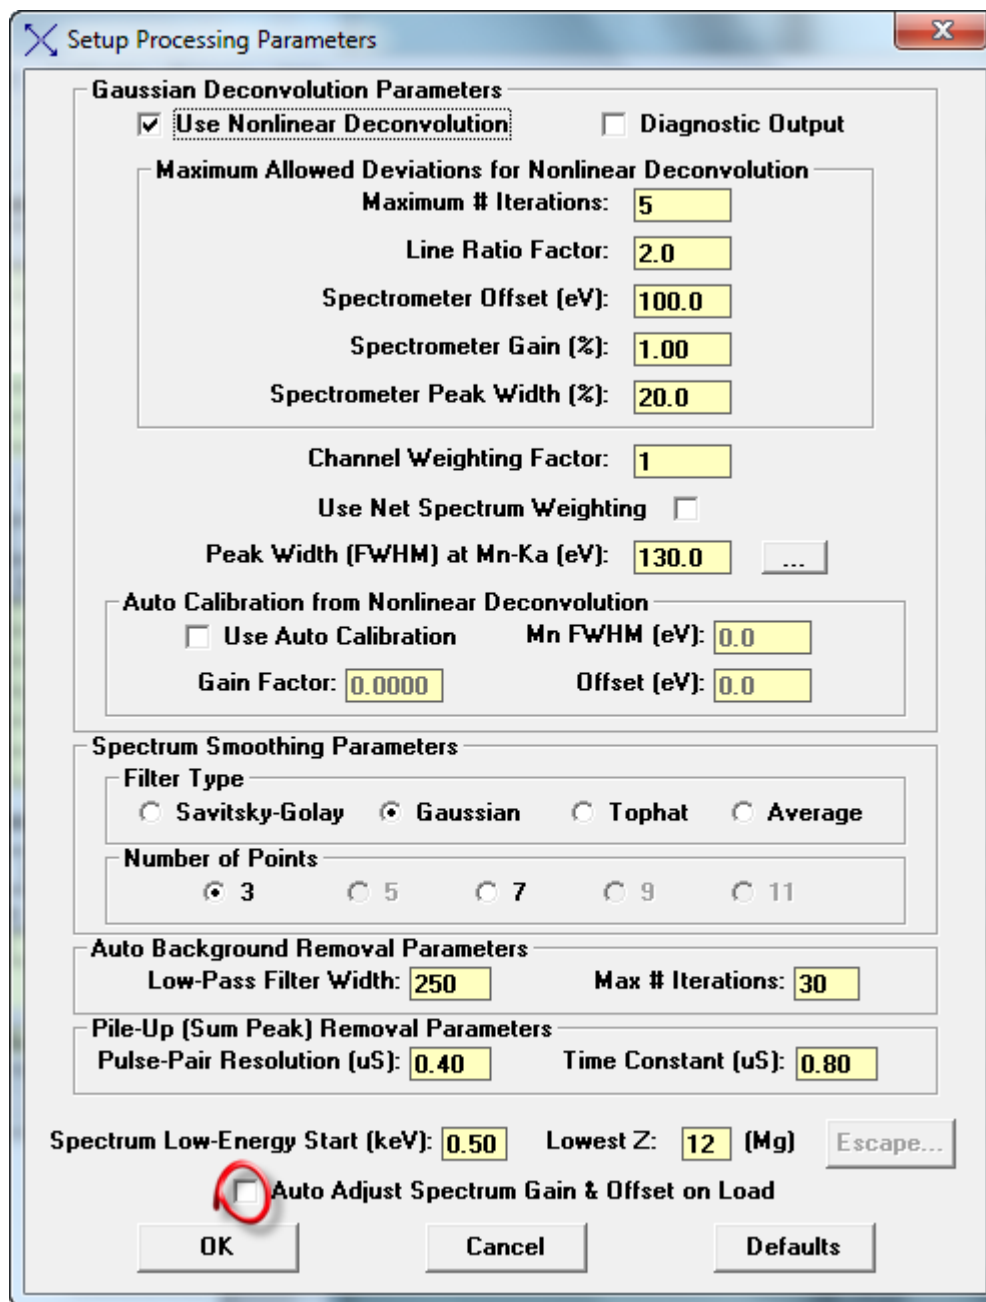 Setup Processing Parameters
x
Gaussian Deconvolution Parameters
Use Nonlinear Deconvolution Diagnostic Output
Maximum Allowed Deviations for Nonlinear Deconvolution
Maximum # Iterations: 5
Line Ratio Factor: 2.0
Spectrometer Offset (eV): 100.0
Spectrometer Gain (%): 1.00
Spectrometer Peak Width (%): 20.0
Channel Weighting Factor: 1
Use Net Spectrum Weighting
Peak Width (FWHM) at Mn-Ka (eV): 130.0 ...
Auto Calibration from Nonlinear Deconvolution
Use Auto Calibration Mn FWHM (eV): 0.0
Gain Factor: 0.0000 Offset (eV): 0.0
Spectrum Smoothing Parameters
Filter Type
Savitsky-Golay Gaussian Tophat Average
Number of Points
3 5 7 9 11
Auto Background Removal Parameters
Low-Pass Filter Width: 250 Max # Iterations: 30
Pile-Up (Sum Peak) Removal Parameters
Pulse-Pair Resolution (uS): 0.40 Time Constant (uS): 0.80
Spectrum Low-Energy Start (keV): 0.50 Lowest Z: 12 (Mg) Escape...
Auto Adjust Spectrum Gain & Offset on Load
OK Cancel Defaults